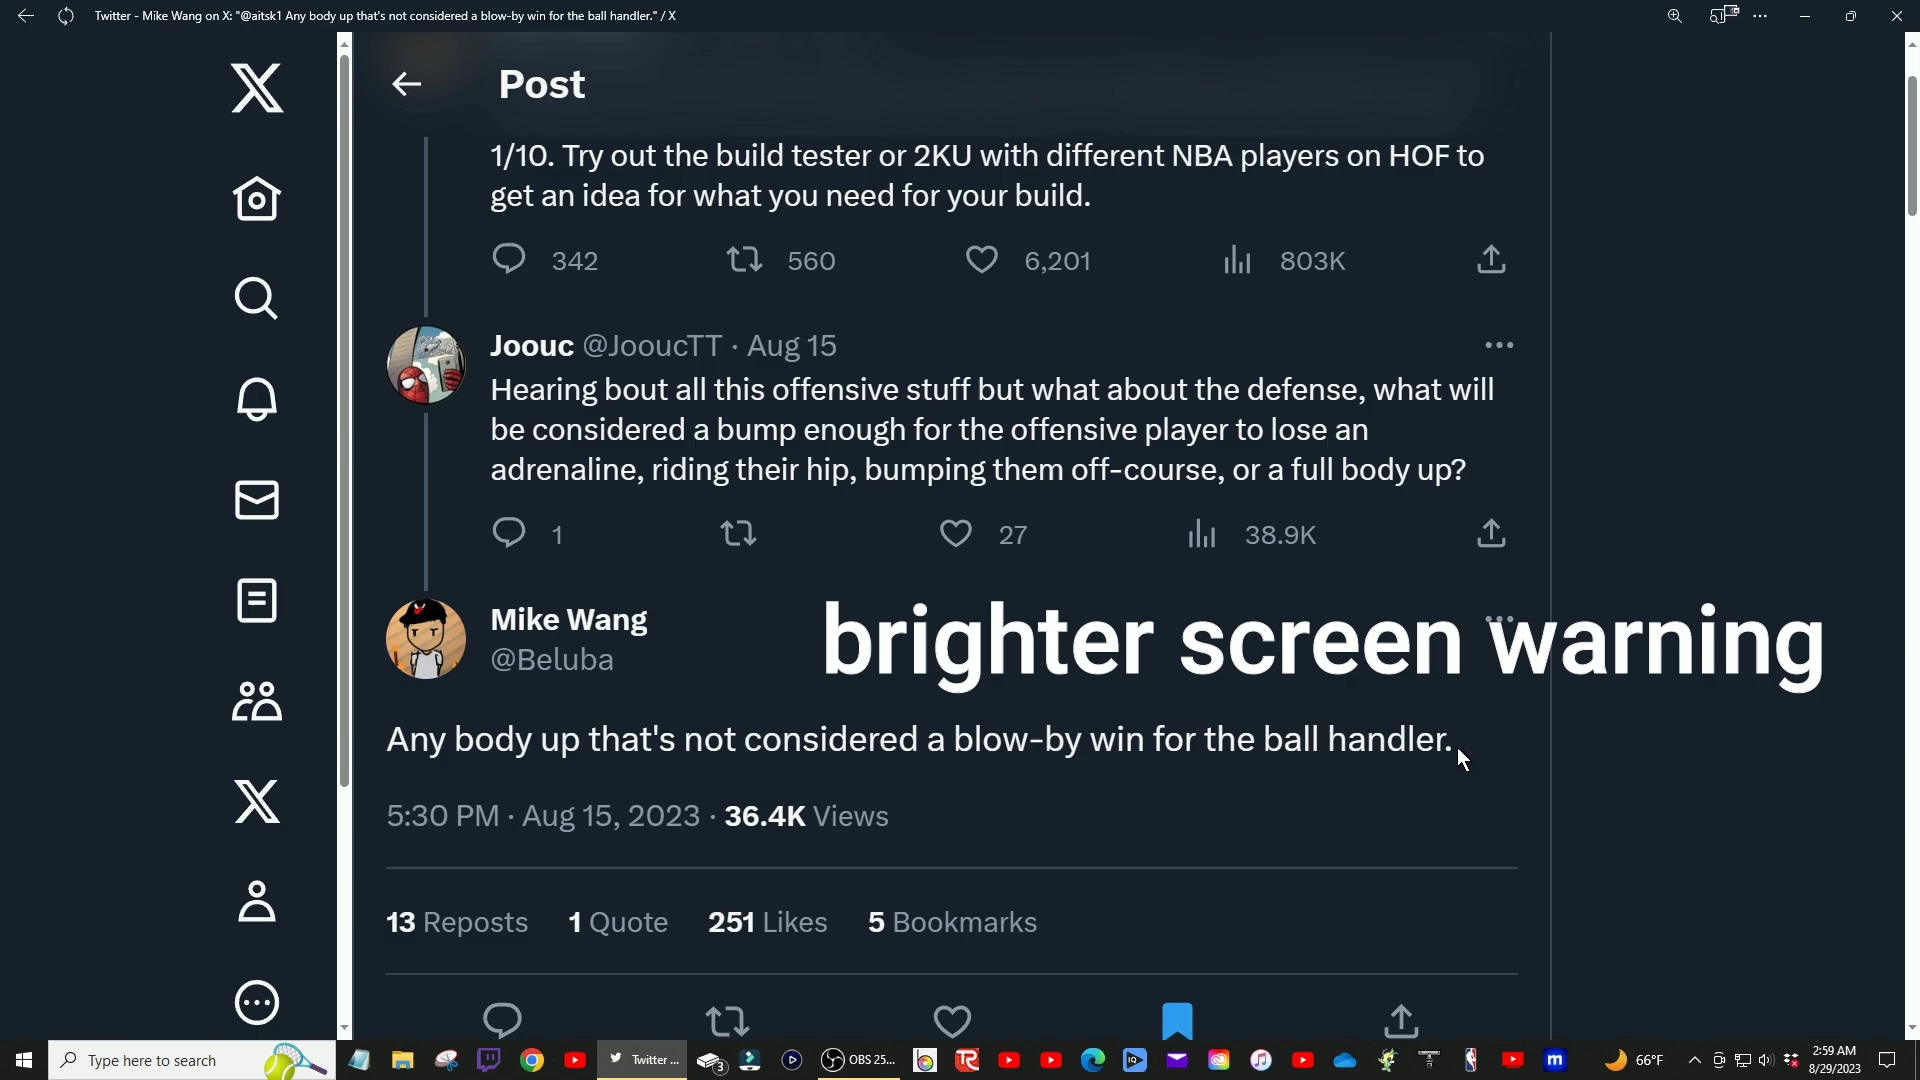 Twitter - Mike Wang on X: "@aitsk1 Any body up that's not considered a blow-by win for the ball handler." / X
Post
1/10. Try out the build tester or 2KU with different NBA players on HOF to
get an idea for what you need for your build.
342 560 6,201 803K
Joouc @JooucTT · Aug 15
Hearing bout all this offensive stuff but what about the defense, what will
be considered a bump enough for the offensive player to lose an
adrenaline, riding their hip, bumping them off-course, or a full body up?
1 27 38.9K
Mike Wang
@Beluba
brighter screen warning
Any body up that's not considered a blow-by win for the ball handler.
5:30 PM · Aug 15, 2023 · 36.4K Views
13 Reposts 1 Quote 251 Likes 5 Bookmarks
Type here to search
Twitter ...
3
OBS 25...
TR
m
66°F
2:59 AM
8/29/2023